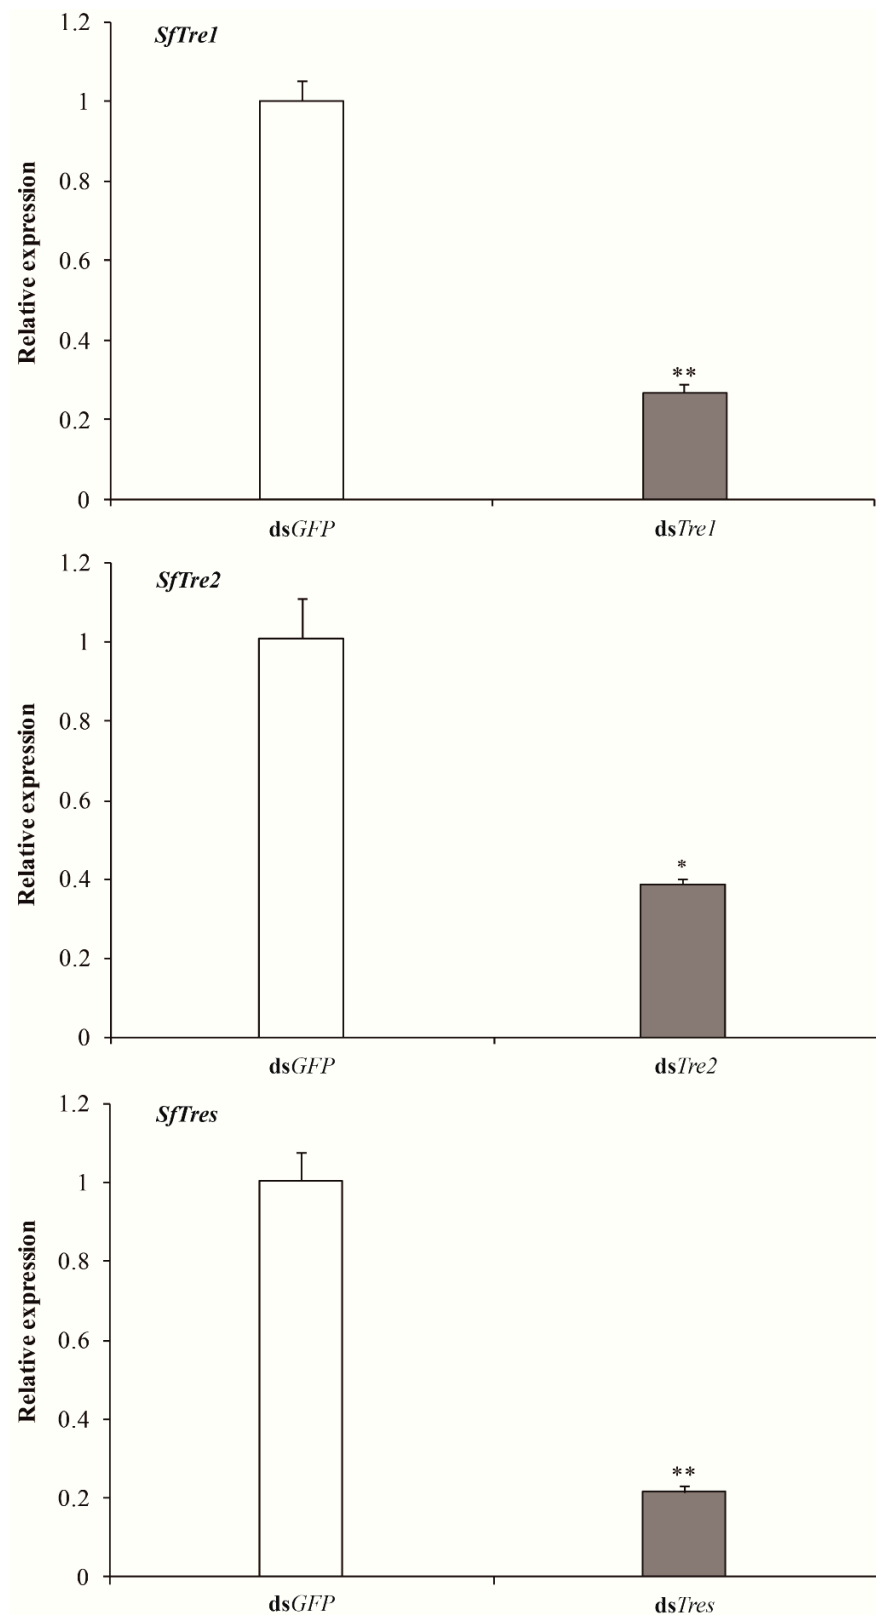 1.2
SfTre1
1
0.8
0.6
0.4
0.2
0
Relative expression
**
dsGFP
dsTre1
1.2
SfTre2
1
0.8
0.6
0.4
0.2
0
Relative expression
*
dsGFP
dsTre2
1.2
SfTres
1
0.8
0.6
0.4
0.2
0
Relative expression
**
dsGFP
dsTres